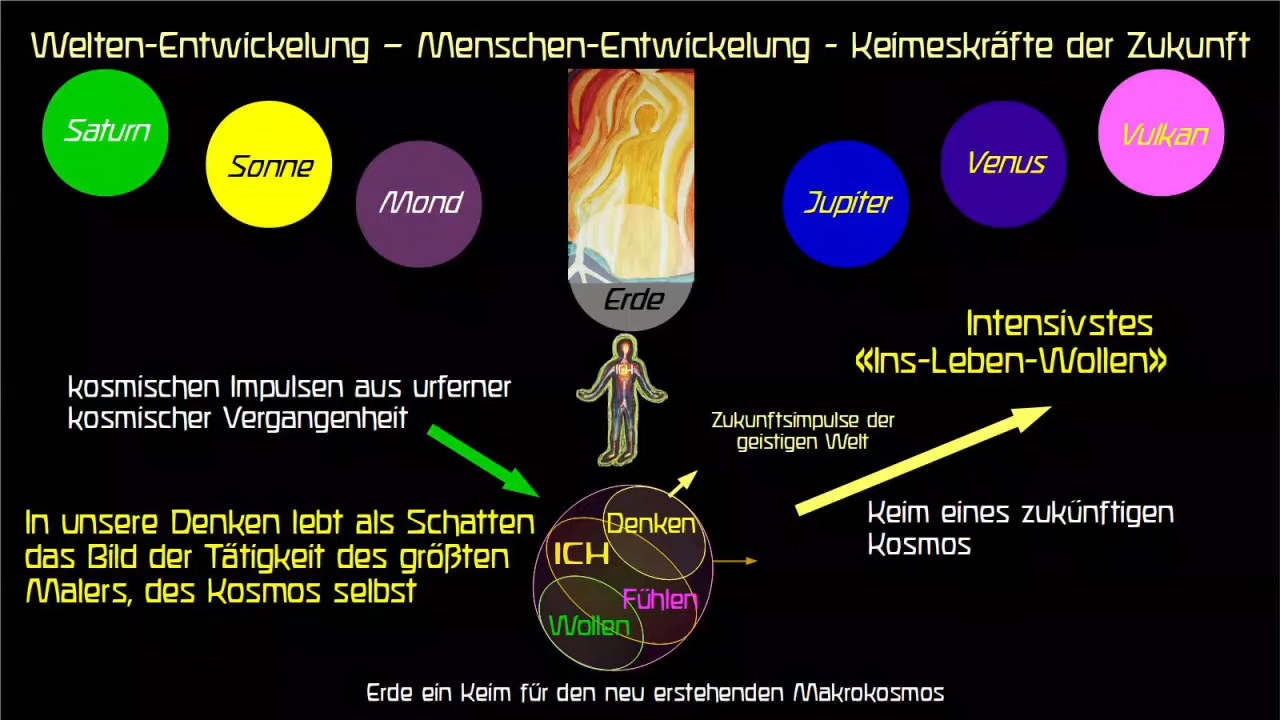 Welten-Entwickelung – Menschen-Entwickelung - Keimeskräfte der Zukunft
Saturn
Sonne
Mond
Erde
Jupiter
Venus
Vulkan
ICH
Intensivstes
«Ins-Leben-Wollen»
kosmischen Impulsen aus urferner
kosmischer Vergangenheit
Zukunftsimpulse der
geistigen Welt
In unsere Denken lebt als Schatten
das Bild der Tätigkeit des größten
Malers, des Kosmos selbst
Denken
ICH
Fühlen
Wollen
Keim eines zukünftigen
Kosmos
Erde ein Keim für den neu erstehenden Makrokosmos